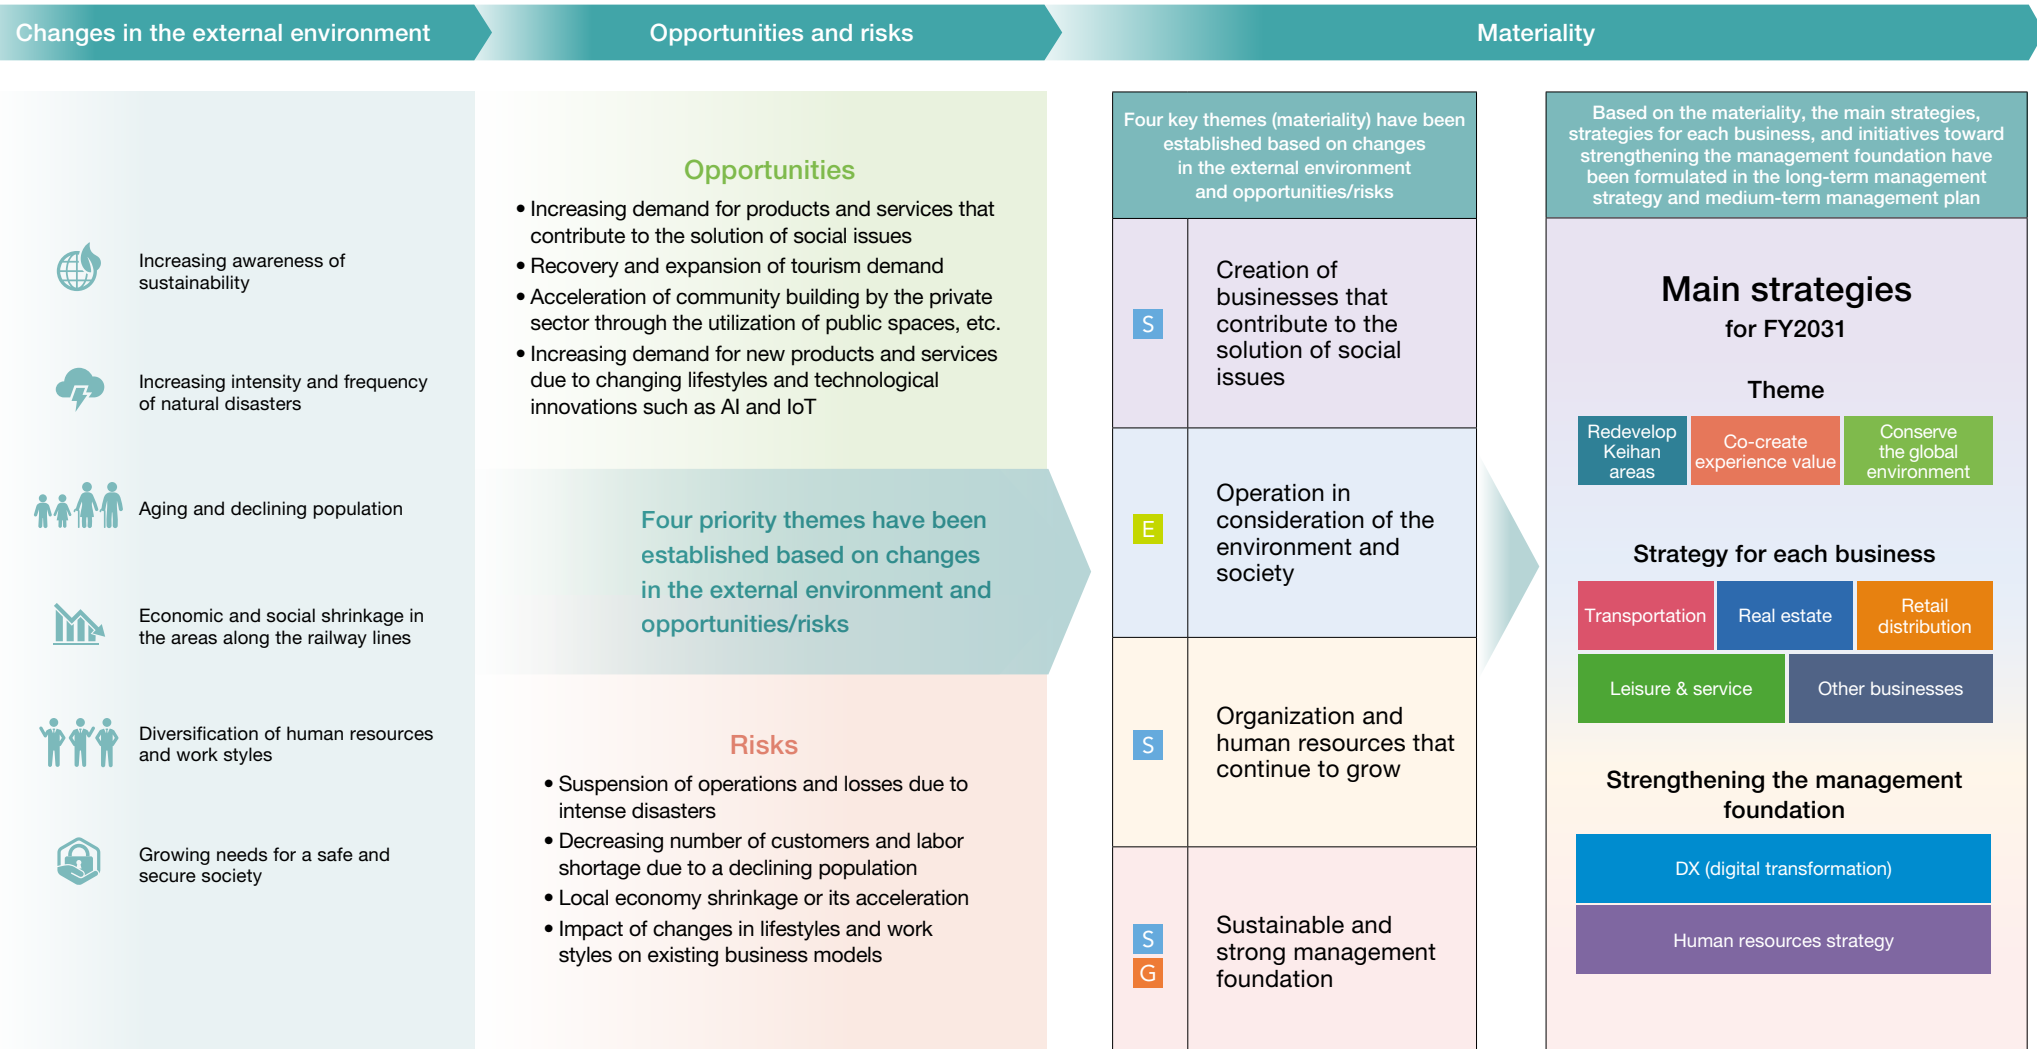 Changes in the external environment
Opportunities and risks
Materiality
Increasing awareness of
sustainability
Increasing intensity and frequency
of natural disasters
Aging and declining population
Economic and social shrinkage in
the areas along the railway lines
Diversification of human resources
and work styles
Growing needs for a safe and
secure society
Opportunities
• Increasing demand for products and services that
contribute to the solution of social issues
• Recovery and expansion of tourism demand
• Acceleration of community building by the private
sector through the utilization of public spaces, etc.
• Increasing demand for new products and services
due to changing lifestyles and technological
innovations such as AI and IoT
Four priority themes have been
established based on changes
in the external environment and
opportunities/risks
Risks
• Suspension of operations and losses due to
intense disasters
• Decreasing number of customers and labor
shortage due to a declining population
• Local economy shrinkage or its acceleration
• Impact of changes in lifestyles and work
styles on existing business models
Four key themes (materiality) have been
established based on changes
in the external environment
and opportunities/risks
S
Creation of
businesses that
contribute to the
solution of social
issues
E
Operation in
consideration of the
environment and
society
S
Organization and
human resources that
continue to grow
S
G
Sustainable and
strong management
foundation
Based on the materiality, the main strategies,
strategies for each business, and initiatives toward
strengthening the management foundation have
been formulated in the long-term management
strategy and medium-term management plan
Main strategies
for FY2031
Theme
Redevelop
Keihan
areas
Co-create
experience value
Conserve
the global
environment
Strategy for each business
Transportation
Real estate
Retail
distribution
Leisure & service
Other businesses
Strengthening the management
foundation
DX (digital transformation)
Human resources strategy